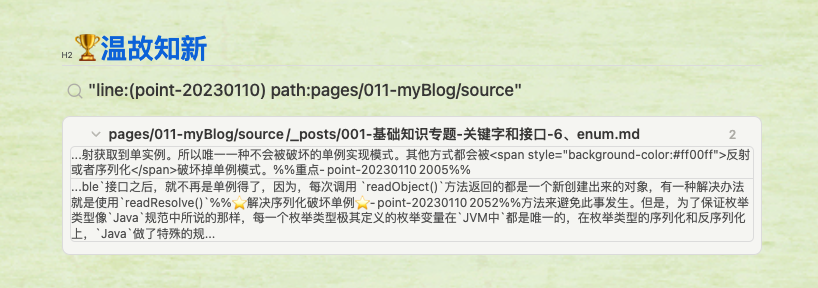 H2 🏆温故知新
"line:(point-20230110) path:pages/011-myBlog/source"
pages/011-myBlog/source/_posts/001-基础知识专题-关键字和接口-6、enum.md 2
...射获取到单实例。所以唯一一种不会被破坏的单例实现模式。其他方式都会被<span style="background-color:#ff00ff">反射
或者序列化</span>破坏掉单例模式。%%重点- point-20230110 2005%%
...ble`接口之后，就不再是单例得了，因为，每次调用 `readObject()`方法返回的都是一个新创建出来的对象，有一种解决办法
就是使用`readResolve()`%%⭐解决序列化破坏单例⭐- point-20230110 2052%%方法来避免此事发生。但是，为了保证枚举
类型像`Java`规范中所说的那样，每一个枚举类型极其定义的枚举变量在`JVM中`都是唯一的，在枚举类型的序列化和反序列化
上，`Java`做了特殊的规...